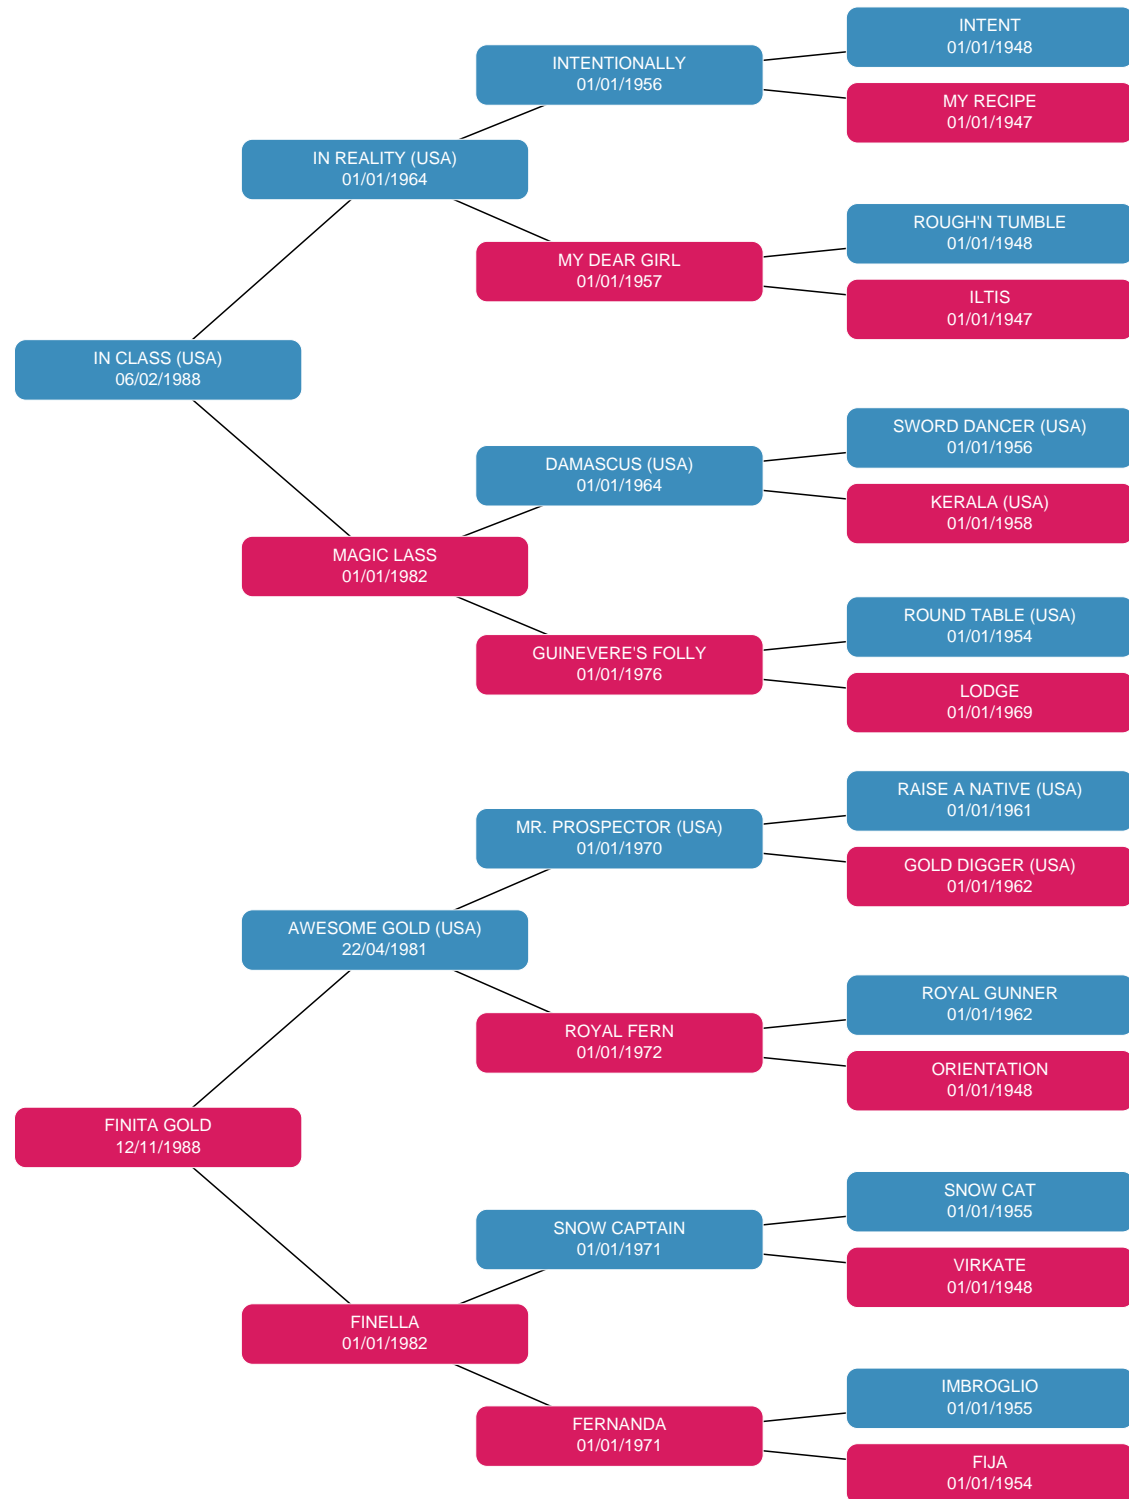 INTENT
01/01/1948
INTENTIONALLY
01/01/1956
MY RECIPE
01/01/1947
IN REALITY (USA)
01/01/1964
ROUGH'N TUMBLE
01/01/1948
MY DEAR GIRL
01/01/1957
ILTIS
01/01/1947
IN CLASS (USA)
06/02/1988
SWORD DANCER (USA)
01/01/1956
DAMASCUS (USA)
01/01/1964
KERALA (USA)
01/01/1958
MAGIC LASS
01/01/1982
ROUND TABLE (USA)
01/01/1954
GUINEVERE'S FOLLY
01/01/1976
LODGE
01/01/1969
RAISE A NATIVE (USA)
01/01/1961
MR. PROSPECTOR (USA)
01/01/1970
GOLD DIGGER (USA)
01/01/1962
AWESOME GOLD (USA)
22/04/1981
ROYAL GUNNER
01/01/1962
ROYAL FERN
01/01/1972
ORIENTATION
01/01/1948
FINITA GOLD
12/11/1988
SNOW CAT
01/01/1955
SNOW CAPTAIN
01/01/1971
VIRKATE
01/01/1948
FINELLA
01/01/1982
IMBROGLIO
01/01/1955
FERNANDA
01/01/1971
FIJA
01/01/1954